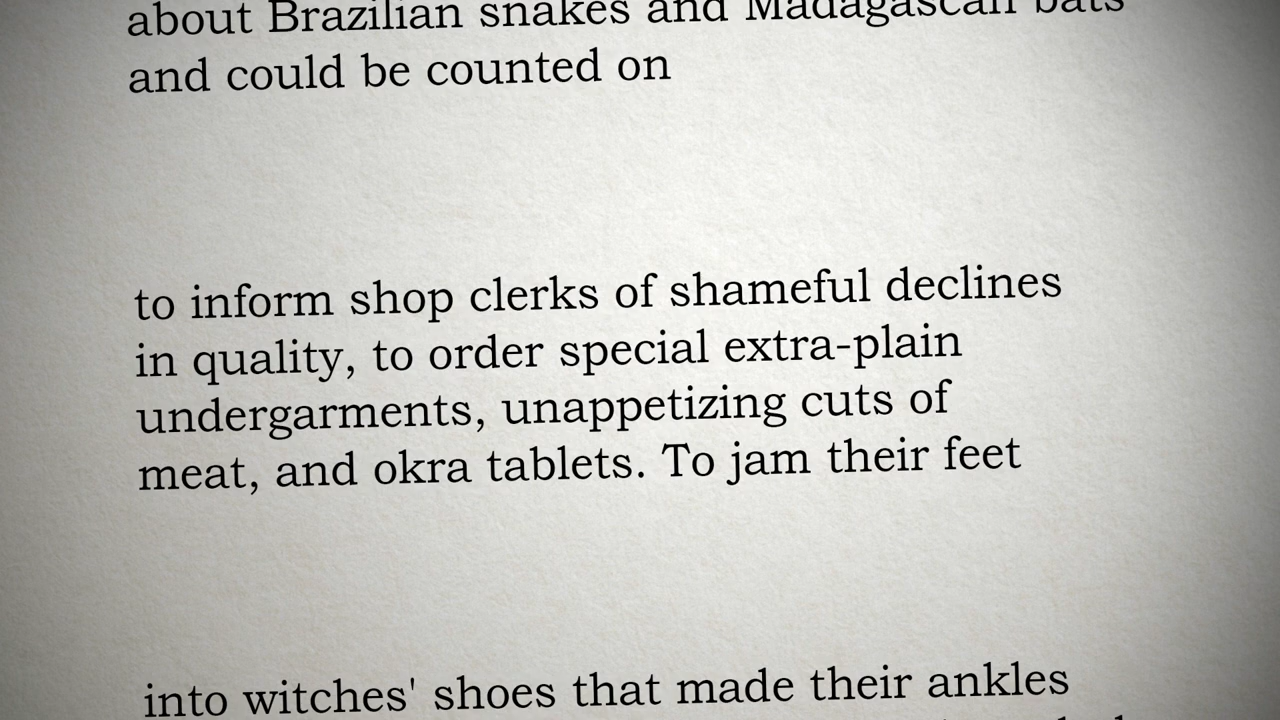 about Brazilian snakes and Madagascan bats
and could be counted on
to inform shop clerks of shameful declines
in quality, to order special extra-plain
undergarments, unappetizing cuts of
meat, and okra tablets. To jam their feet
into witches' shoes that made their ankles